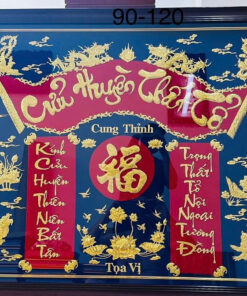 90-120
Cửu Huyền Thất Tổ
Cung Thỉnh
福
Kính
Cửu
Huyền
Thiên
Niên
Bất
Tận
Trọng
Thất
Tổ
Nội
Ngoại
Tương
Đồng
Tọa Vị